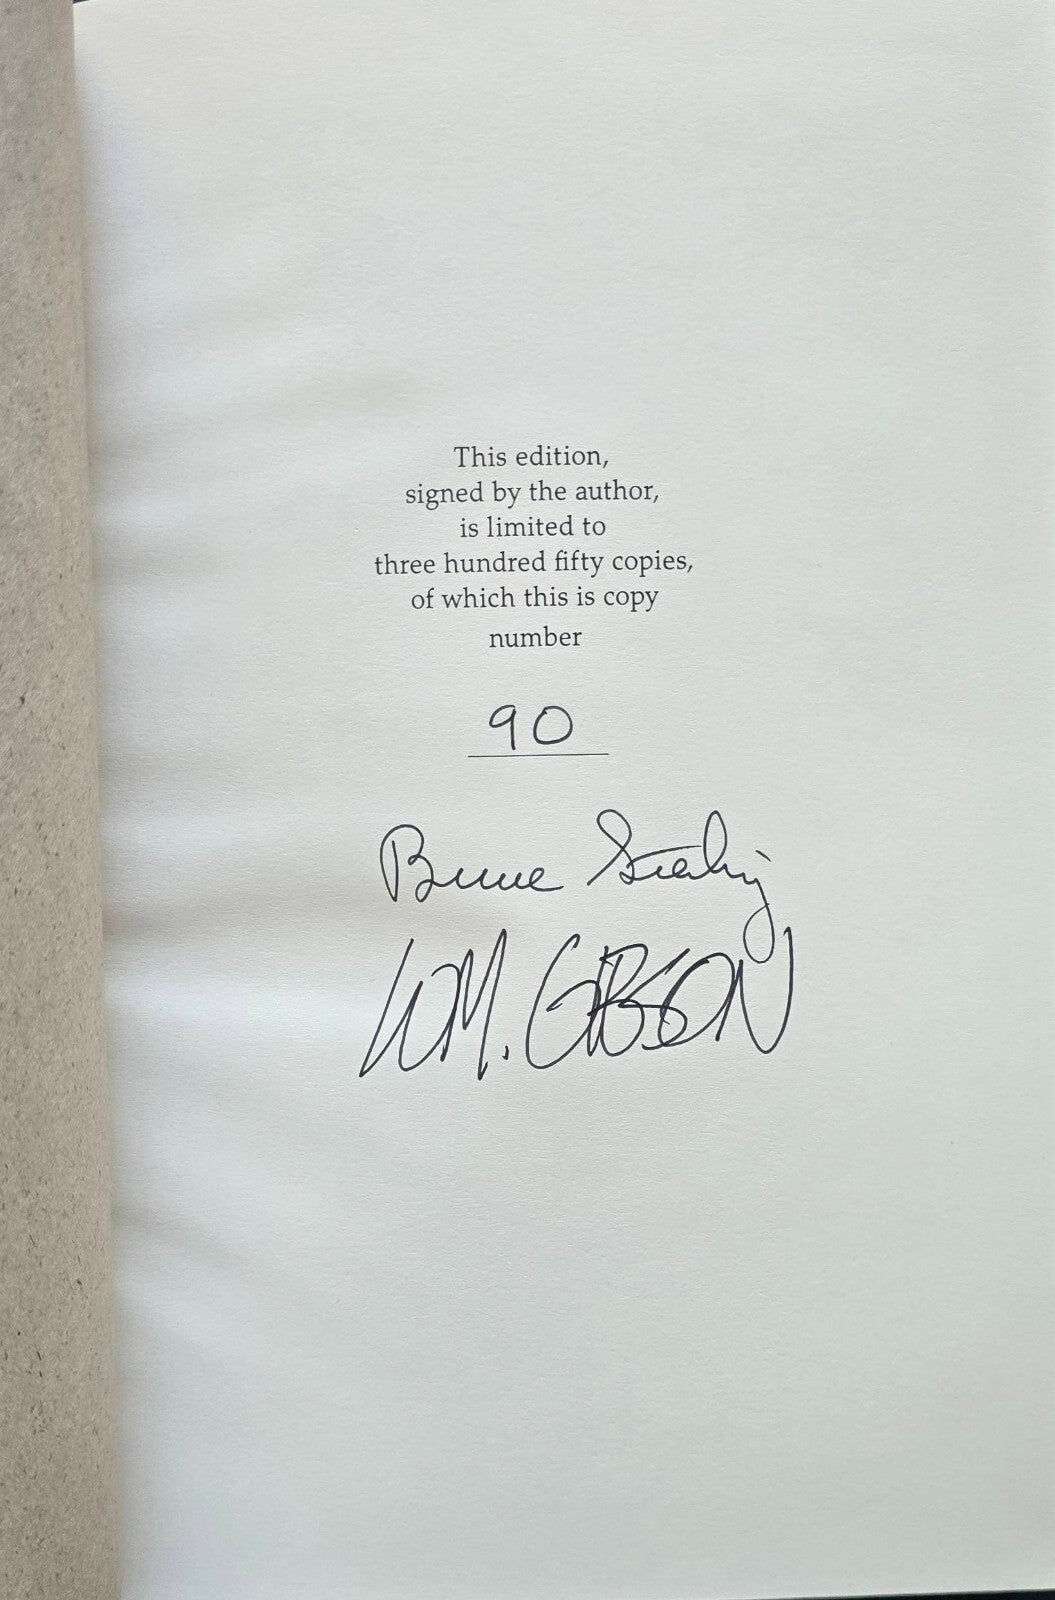 This edition,
signed by the author,
is limited to
three hundred fifty copies,
of which this is copy
number
90
Bruce Sterling
WM. GIBSON